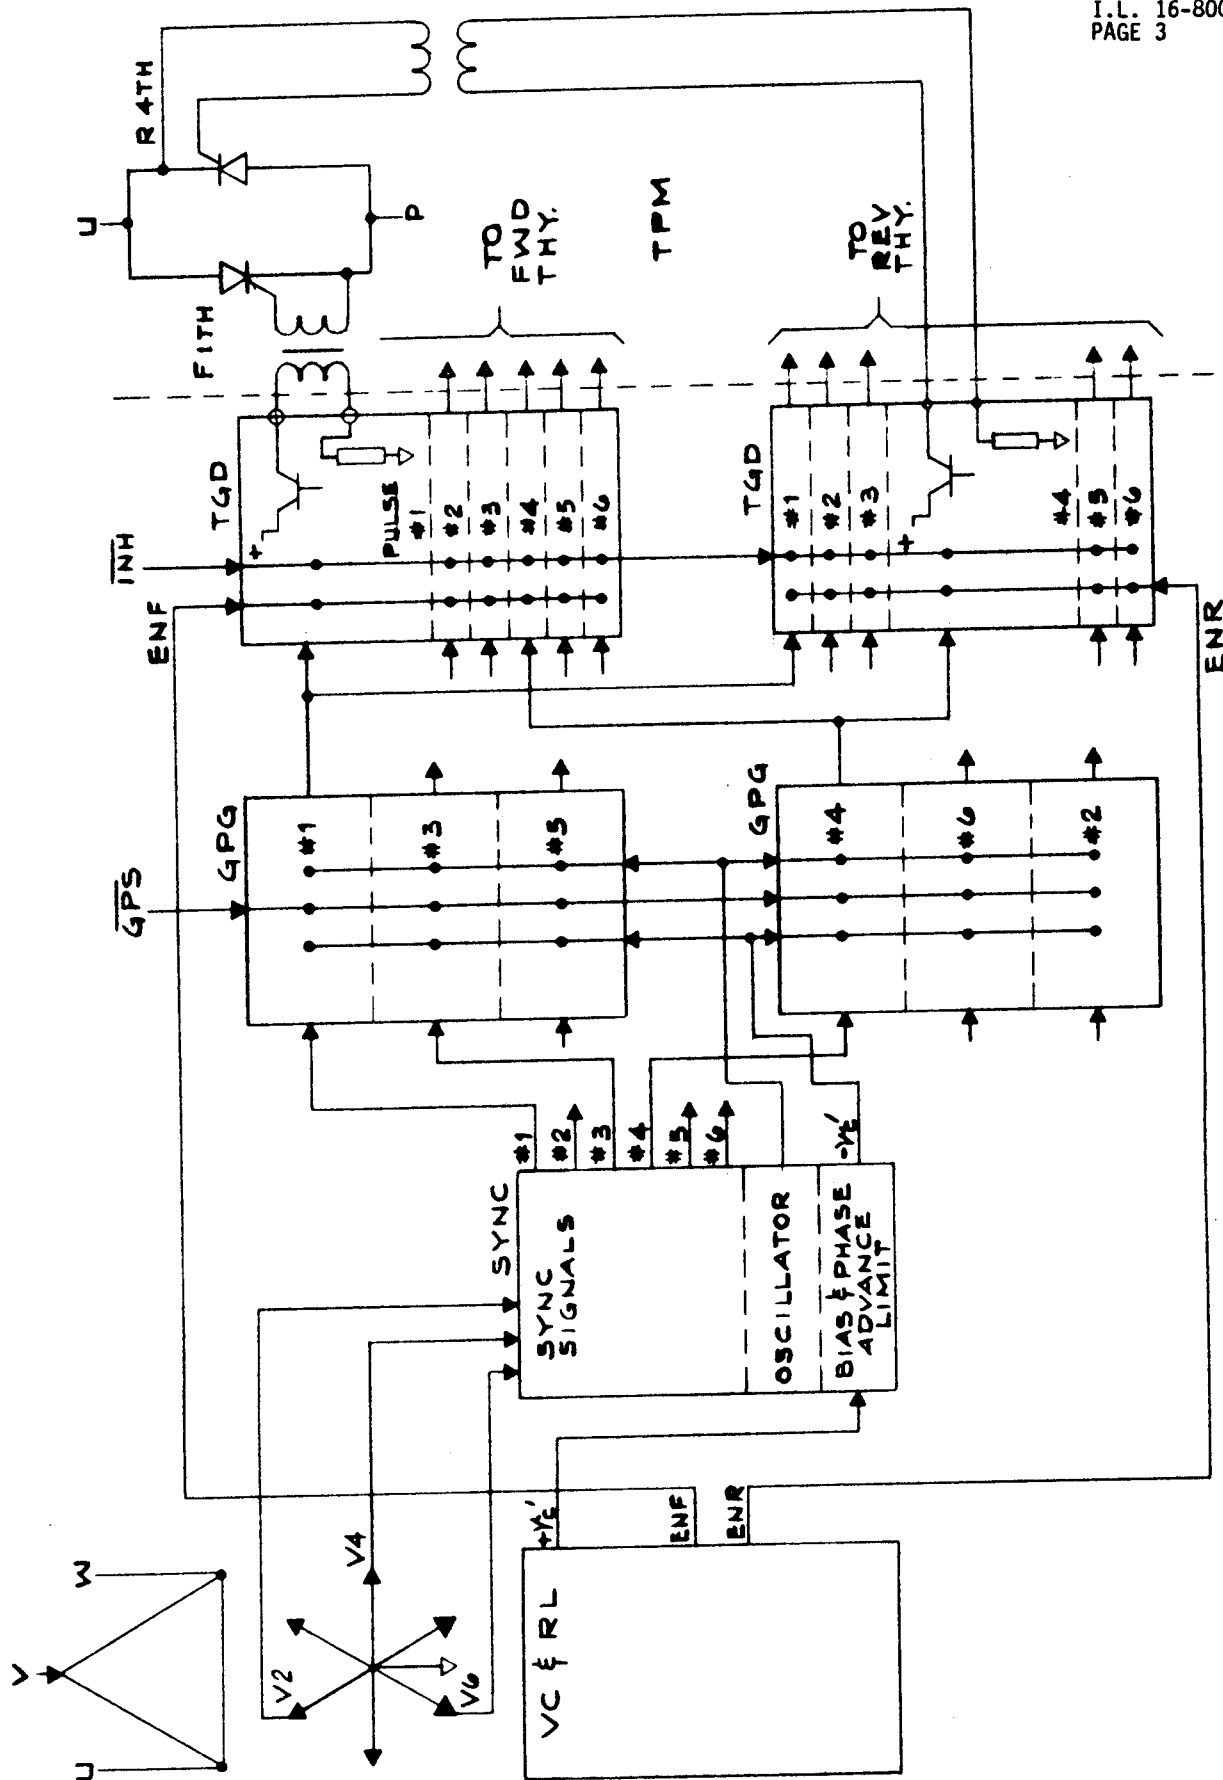 I.L. 16-800
PAGE 3
U
V
W
V2
V4
V6
VC & RL
+Vc'
ENF
ENR
SYNC
SYNC
SIGNALS
OSCILLATOR
BIAS & PHASE
ADVANCE
LIMIT
#1
#2
#3
#4
#5
#6
-Vc'
GPS
GPG
#1
#3
#5
GPG
#4
#6
#2
ENF
INH
TGD
+
PULSE
#1
#2
#3
#4
#5
#6
TGD
#1
#2
#3
+
#4
#5
#6
ENR
F1TH
R4TH
U
P
TO
FWD
THY.
TPM
TO
REV
THY.